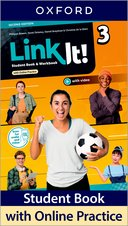 OXFORD
SECOND EDITION
Link It! 3
Student Book & Workbook
with video
Student Book
with Online Practice